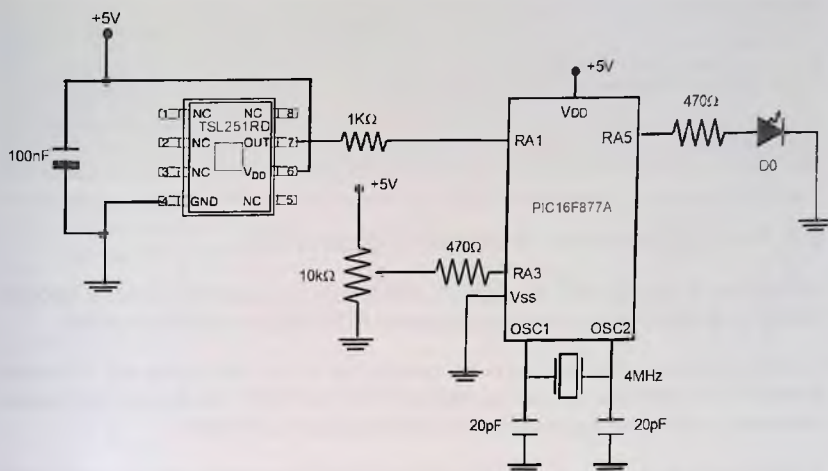 +5V
100nF
1 NC NC 8
TSL251RD
2 NC OUT 7
3 NC VDD 6
4 GND NC 5
1KΩ
+5V
10kΩ
470Ω
+5V
VDD
RA1
RA5
PIC16F877A
RA3
VSS
OSC1
OSC2
470Ω
D0
4MHz
20pF
20pF